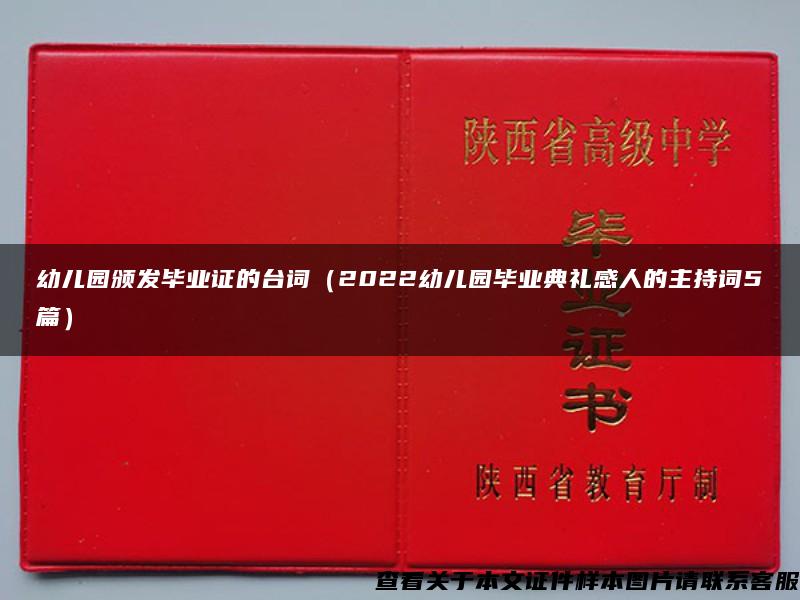 陕西省高级中学
毕业证书
幼儿园颁发毕业证的台词（2022幼儿园毕业典礼感人的主持词5
篇）
陕西省教育厅制
查看关于本文证件样本图片请联系客服